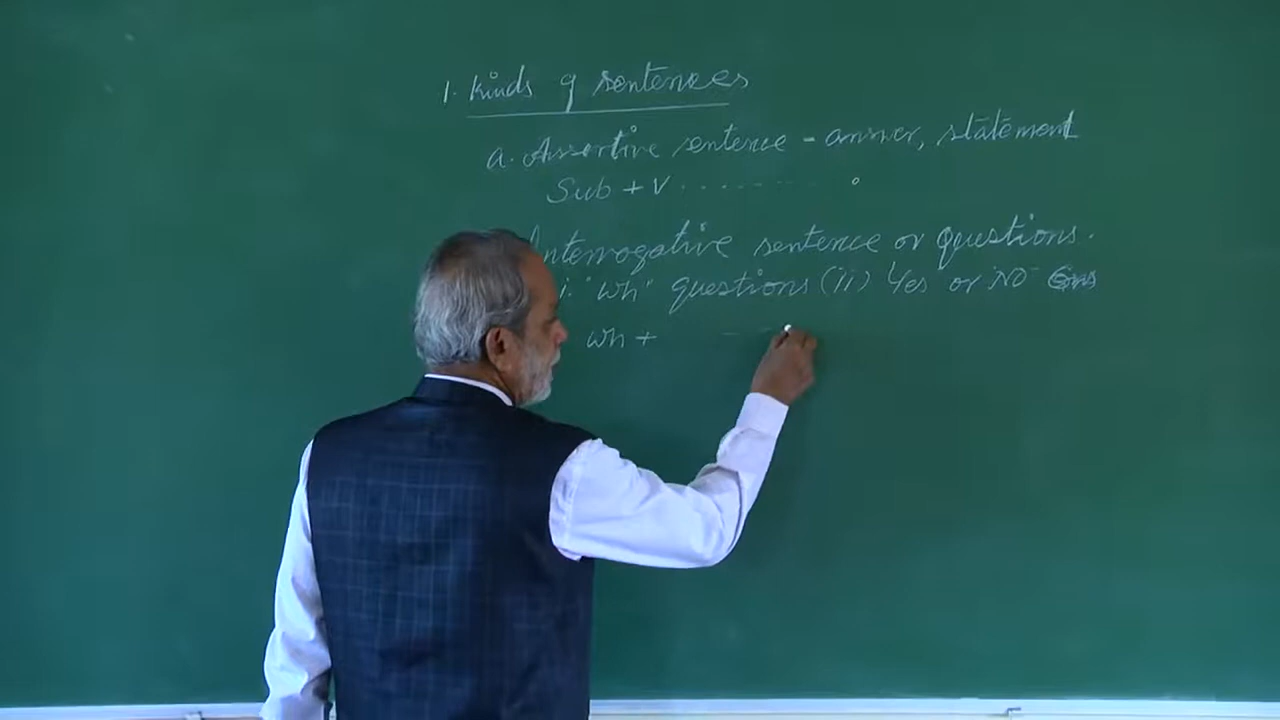 1. Kinds of sentences
a. Assertive sentence - answer, statement
Sub + V . . . . . . . . .
Interrogative sentence or questions.
i. "Wh" questions (ii) Yes or No Qns
Wh +